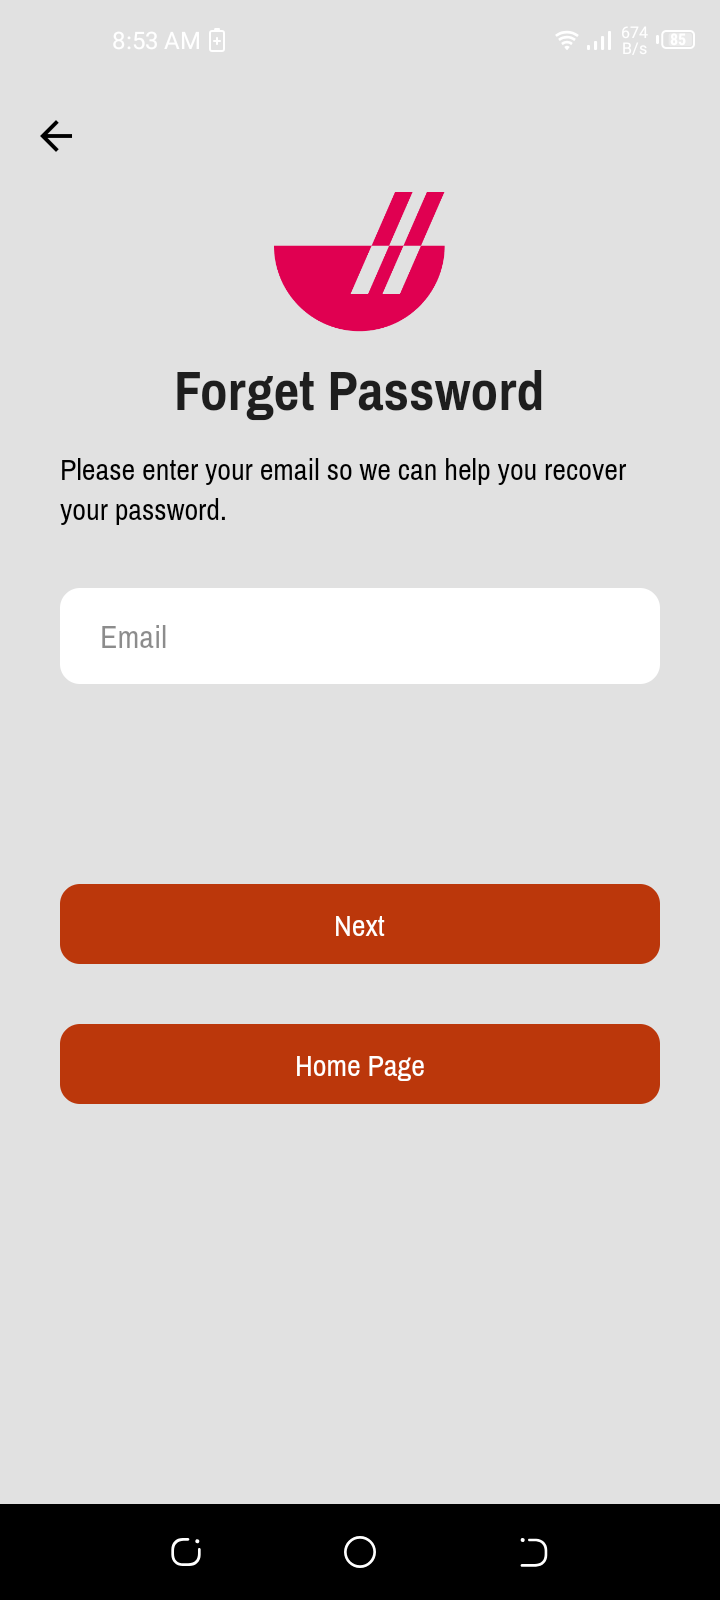 8:53 AM
674
B/s
85
Forget Password
Please enter your email so we can help you recover
your password.
Email
Next
Home Page